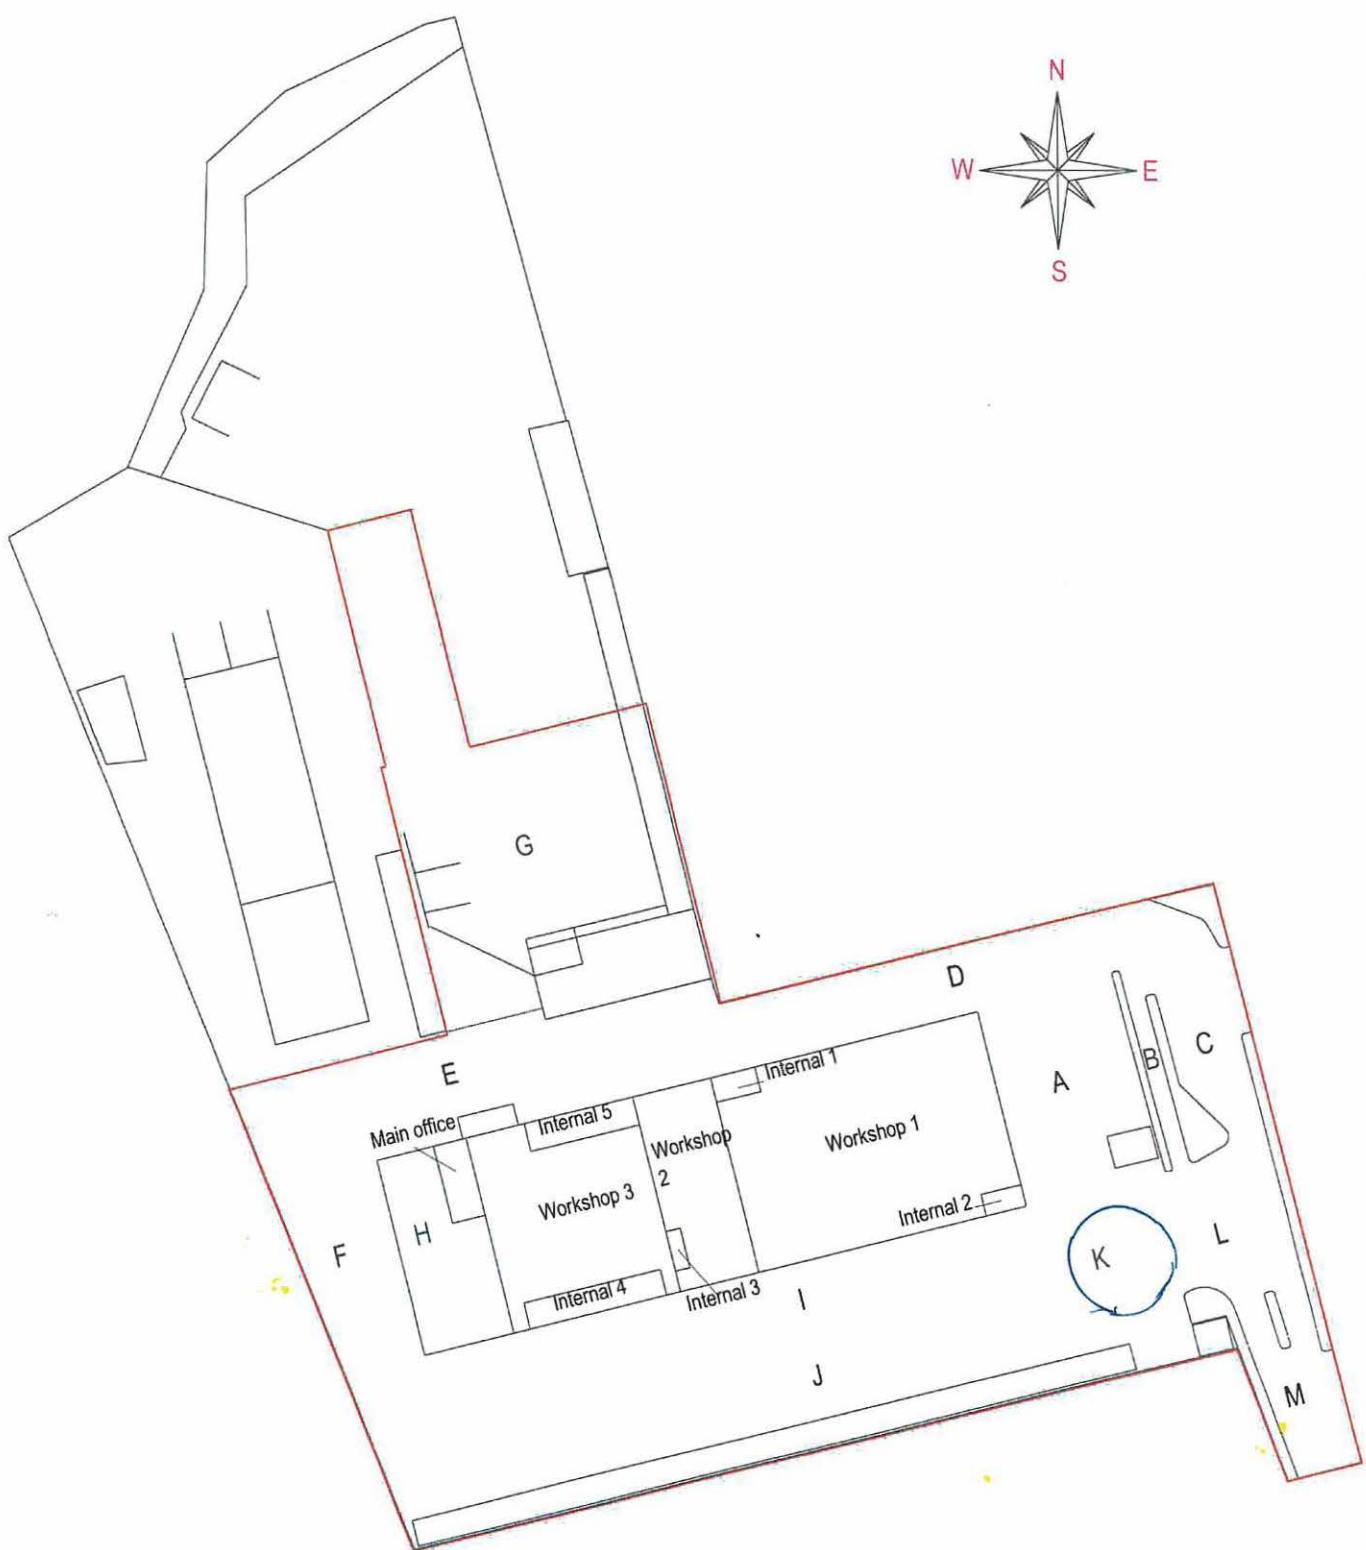 N
W
E
S
G
D
C
B
A
E
Internal 1
Main office
Internal 5
Workshop
2
Workshop 1
Workshop 3
Internal 2
H
F
L
K
Internal 4
Internal 3
I
J
M